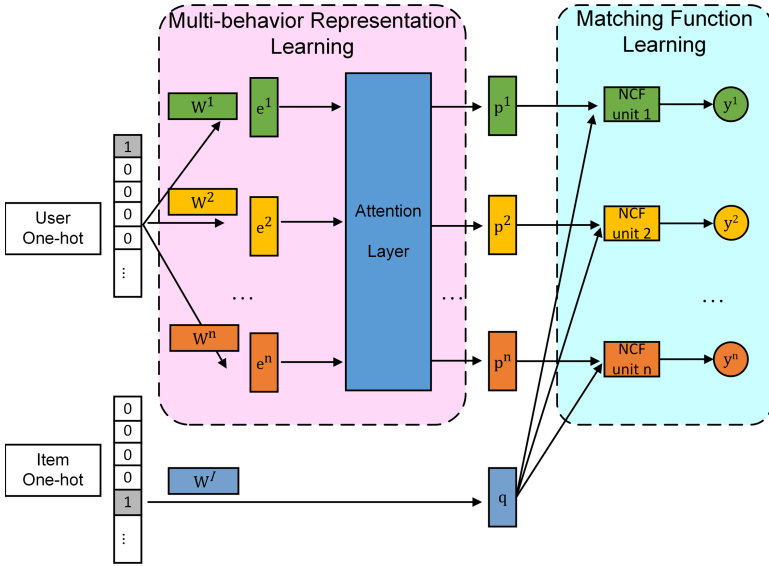 Multi-behavior Representation
Learning
Matching Function
Learning
W¹
e¹
p¹
NCF
unit 1
y¹
1
0
0
0
0
...
User
One-hot
W²
e²
Attention
Layer
p²
NCF
unit 2
y²
...
...
...
Wⁿ
eⁿ
pⁿ
NCF
unit n
yⁿ
0
0
0
0
1
...
Item
One-hot
Wᴵ
q